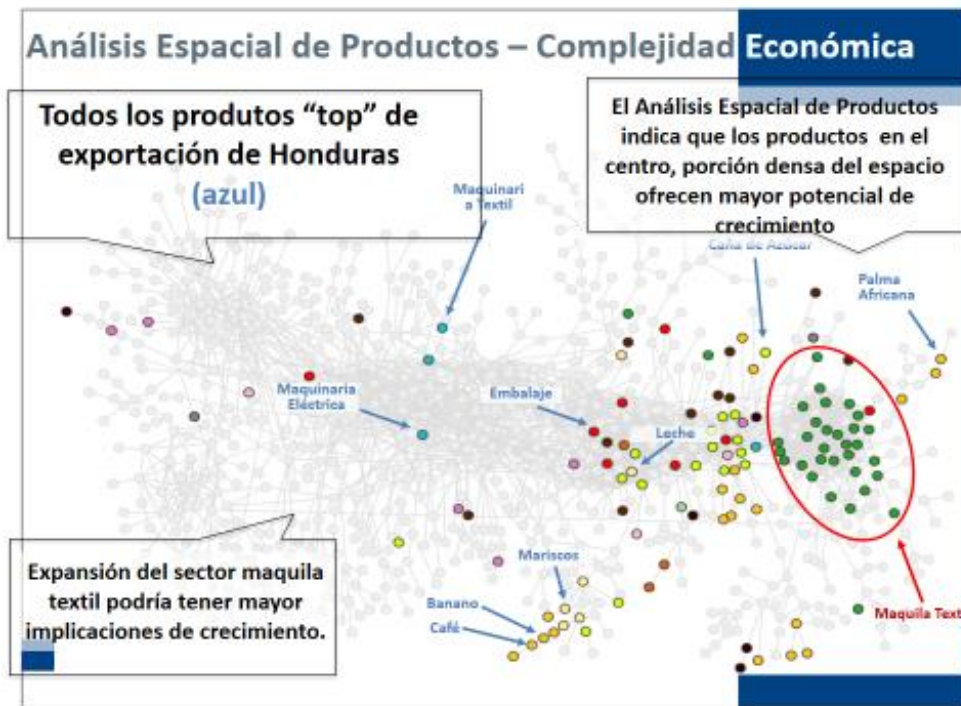 Análisis Espacial de Productos – Complejidad Económica
Todos los produtos “top” de
exportación de Honduras
(azul)
El Análisis Espacial de Productos
indica que los productos en el
centro, porción densa del espacio
ofrecen mayor potencial de
crecimiento
Maquinari
a Textil
Caña de Azúcar
Palma
Africana
Maquinaria
Eléctrica
Embalaje
Leche
Mariscos
Banano
Café
Expansión del sector maquila
textil podría tener mayor
implicaciones de crecimiento.
Maquila Text